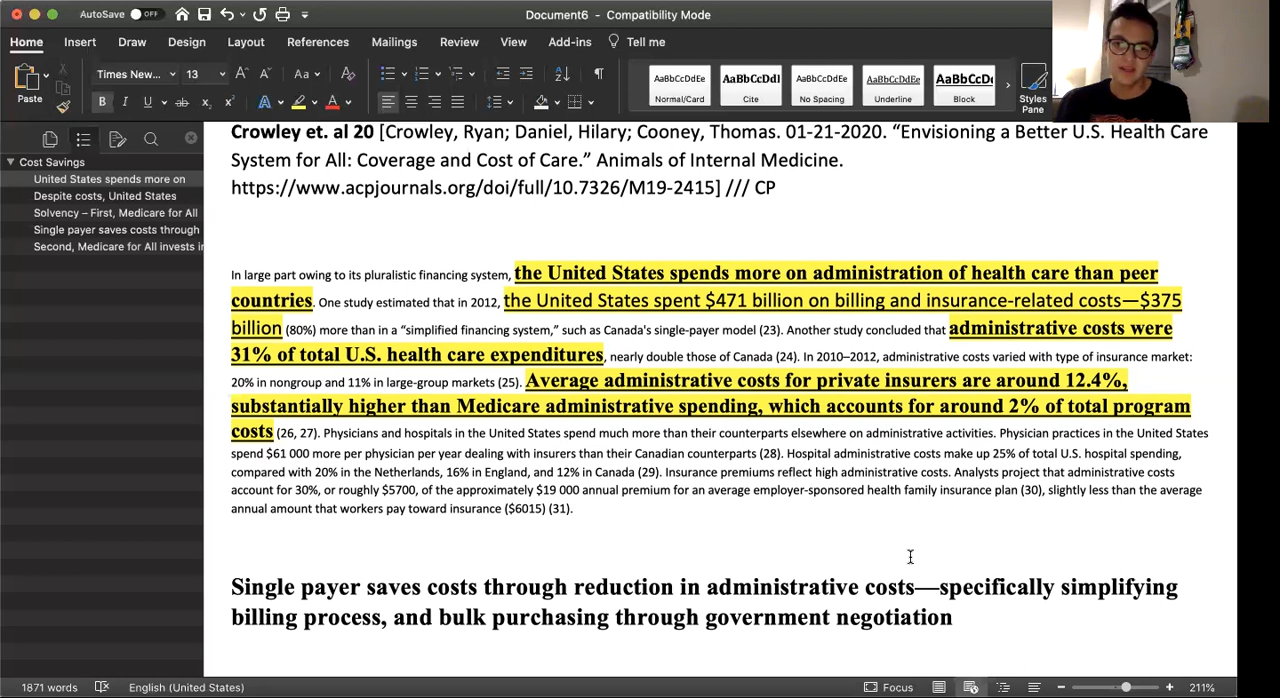 AutoSave OFF Document6 - Compatibility Mode
Home Insert Draw Design Layout References Mailings Review View Add-ins Tell me
Times New... 13 Aa
Paste B I U ab x2 x2 A A
AaBbCcDdEe AaBbCcDdI AaBbCcDdEe AaBbCcDdEe AaBbCcDc
Normal/Card Cite No Spacing Underline Block
Styles Pane
Cost Savings
United States spends more on
Despite costs, United States
Solvency – First, Medicare for All
Single payer saves costs through
Second, Medicare for All invests in
Crowley et. al 20 [Crowley, Ryan; Daniel, Hilary; Cooney, Thomas. 01-21-2020. “Envisioning a Better U.S. Health Care
System for All: Coverage and Cost of Care.” Animals of Internal Medicine.
https://www.acpjournals.org/doi/full/10.7326/M19-2415] /// CP
In large part owing to its pluralistic financing system, the United States spends more on administration of health care than peer
countries. One study estimated that in 2012, the United States spent $471 billion on billing and insurance-related costs—$375
billion (80%) more than in a “simplified financing system,” such as Canada's single-payer model (23). Another study concluded that administrative costs were
31% of total U.S. health care expenditures, nearly double those of Canada (24). In 2010–2012, administrative costs varied with type of insurance market:
20% in nongroup and 11% in large-group markets (25). Average administrative costs for private insurers are around 12.4%,
substantially higher than Medicare administrative spending, which accounts for around 2% of total program
costs (26, 27). Physicians and hospitals in the United States spend much more than their counterparts elsewhere on administrative activities. Physician practices in the United States
spend $61 000 more per physician per year dealing with insurers than their Canadian counterparts (28). Hospital administrative costs make up 25% of total U.S. hospital spending,
compared with 20% in the Netherlands, 16% in England, and 12% in Canada (29). Insurance premiums reflect high administrative costs. Analysts project that administrative costs
account for 30%, or roughly $5700, of the approximately $19 000 annual premium for an average employer-sponsored health family insurance plan (30), slightly less than the average
annual amount that workers pay toward insurance ($6015) (31).
Single payer saves costs through reduction in administrative costs—specifically simplifying
billing process, and bulk purchasing through government negotiation
1871 words English (United States) Focus 211%